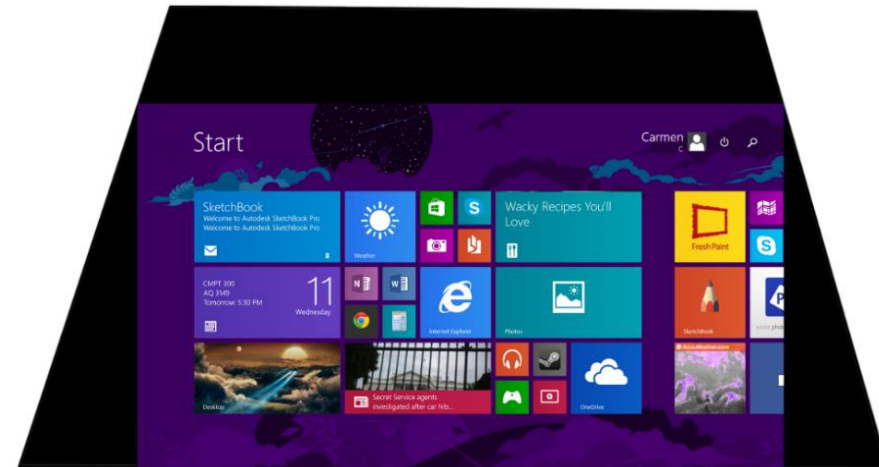 Start
Carmen
C
SketchBook
Welcome to Autodesk SketchBook Pro
Welcome to Autodesk SketchBook Pro
8
Weather
S
Wacky Recipes You'll
Love
Fresh Paint
S
CMPT 300
AQ 3149
Tomorrow: 5:30 PM
11
Wednesday
N
W
Internet Explorer
Photos
SketchBook
P
Desktop
Secret Service agents
investigated after car feb...
OneDrive